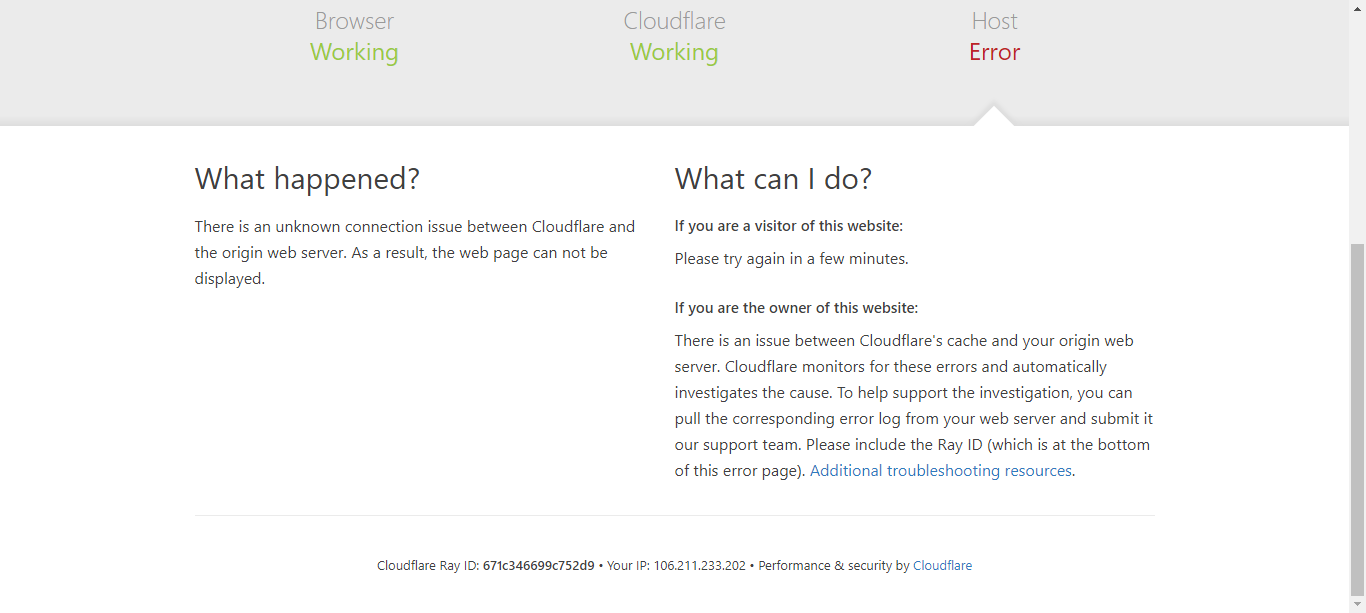 Browser
Working
Cloudflare
Working
Host
Error
What happened?
There is an unknown connection issue between Cloudflare and
the origin web server. As a result, the web page can not be
displayed.
What can I do?
If you are a visitor of this website:
Please try again in a few minutes.
If you are the owner of this website:
There is an issue between Cloudflare's cache and your origin web
server. Cloudflare monitors for these errors and automatically
investigates the cause. To help support the investigation, you can
pull the corresponding error log from your web server and submit it
our support team. Please include the Ray ID (which is at the bottom
of this error page). Additional troubleshooting resources.
Cloudflare Ray ID: 671c346699c752d9 • Your IP: 106.211.233.202 • Performance & security by Cloudflare